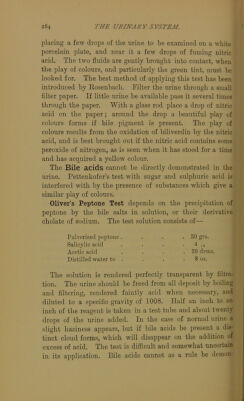 264 THE URINARY SYSTEM.
placing a few drops of the urine to be examined on a white
porcelain plate, and near it a few drops of fuming nitric
acid. The two fluids are gently brought into contact, when
the play of colours, and particularly the green tint, must be
looked for. The best method of applying this test has been
introduced by Rosenbach. Filter the urine through a small
filter paper. If little urine be available pass it several times
through the paper. With a glass rod place a drop of nitric
acid on the paper; around the drop a beautiful play of
colours forms if bile pigment is present. The play of
colours results from the oxidation of biliverdin by the nitric
acid, and is best brought out if the nitric acid contains some
peroxide of nitrogen, as is seen when it has stood for a time
and has acquired a yellow colour.
The Bile acids cannot be directly demonstrated in the
urine. Pettenkofer's test with sugar and sulphuric acid is
interfered with by the presence of substances which give a
similar play of colours.
Oliver's Peptone Test depends on the precipitation of
peptone by the bile salts in solution, or their derivative
cholate of sodium. The test solution consists of—
Pulverized peptone . . . . 30 grs.
Salicylic acid . . . . 4 „
Acetic acid . . . .
Distilled water to . . . . 8 oz.
The solution is rendered perfectly transparent by filtra-
tion. The urine should be freed from all deposit by boiling
and filtering, rendered faintly acid when necessary, and
diluted to a specific gravity of 1008. Half an inch to an
inch of the reagent is taken in a test tube and about twenty
drops of the urine added. In the case of normal urine a
slight haziness appears, but if bile acids be present a dis-
tinct cloud forms, which will disappear on the addition of
excess of acid. The test is difficult and somewhat uncertain
in its application. Bile acids cannot as a rule be demon-